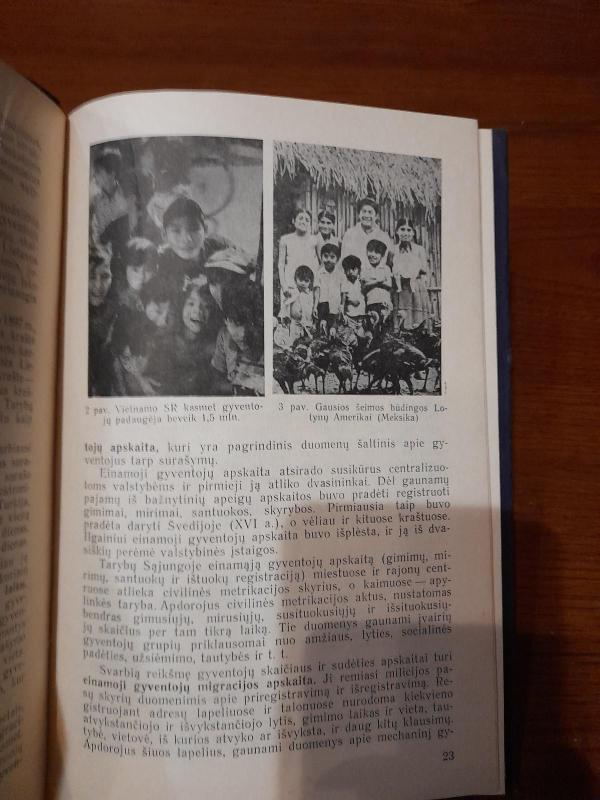 2 pav. Vietnamo SR kasmet gyvento-
jų padaugėja beveik 1,5 mln.
3 pav. Gausios šeimos būdingos Lo-
tynų Amerikai (Meksika)
tojų apskaita, kuri yra pagrindinis duomenų šaltinis apie gy-
ventojus tarp surašymų.
Einamoji gyventojų apskaita atsirado susikūrus centralizuo-
toms valstybėms ir pirmieji ją atliko dvasininkai. Dėl gaunamų
pajamų iš bažnytinių apeigų apskaitos buvo pradėti registruoti
gimimai, mirimai, santuokos, skyrybos. Pirmiausia taip buvo
pradėta daryti Švedijoje (XVI a.), o vėliau ir kituose kraštuose.
Ilgainiui einamoji gyventojų apskaita buvo išplėsta, ir ją iš dva-
siškių perėmė valstybinės įstaigos.
Tarybų Sąjungoje einamąją gyventojų apskaitą (gimimų, mi-
rimų, santuokų ir ištuokų registraciją) miestuose ir rajonų cent-
ruose atlieka civilinės metrikacijos skyrius, o kaimuose — apy-
linkės taryba. Apdorojus civilinės metrikacijos aktus, nustatomas
bendras gimusiųjų, mirusiųjų, susituokusiųjų ir išsituokusių-
jų skaičius per tam tikrą laiką. Tie duomenys gaunami įvairių
gyventojų grupių priklausomai nuo amžiaus, lyties, socialinės
padėties, užsiėmimo, tautybės ir t. t.
Svarbią reikšmę gyventojų skaičiaus ir sudėties apskaitai turi
einamoji gyventojų migracijos apskaita. Ji remiasi milicijos pa-
sų skyrių duomenimis apie priregistravimą ir išregistravimą. Re-
gistruojant adresų lapeliuose ir talonuose nurodoma kiekvieno
atvykstančiojo ir išvykstančiojo lytis, gimimo laikas ir vieta, tau-
tybė, vietovė, iš kurios atvyko ar išvyksta, ir daug kitų klausimų.
Apdorojus šiuos lapelius, gaunami duomenys apie mechaninį gy-
23